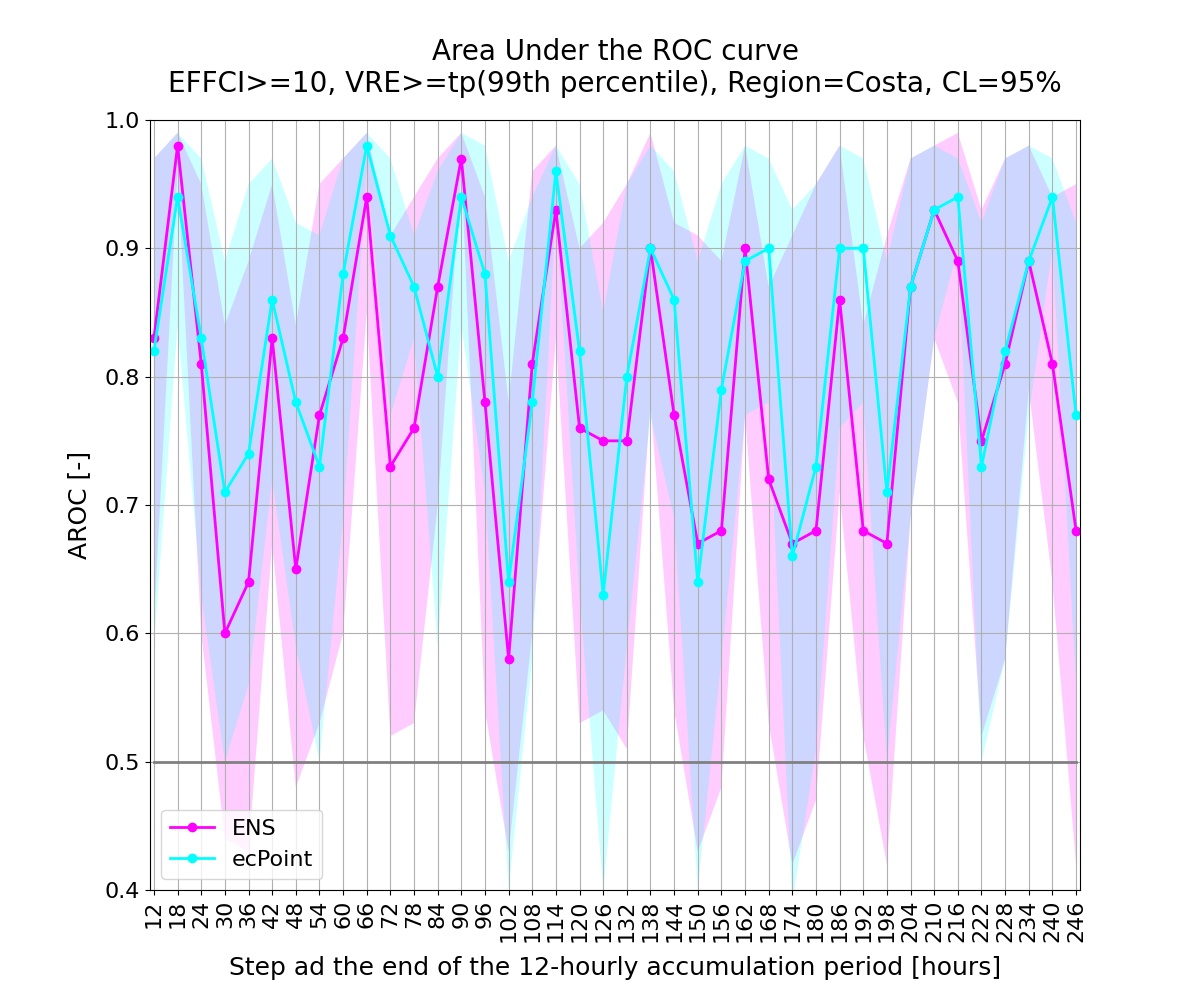 Area Under the ROC curve
EFFCI>=10, VRE>=tp(99th percentile), Region=Costa, CL=95%
1.0
0.9
0.8
0.7
0.6
0.5
0.4
AROC [-]
ENS
ecPoint
12 18 24 30 36 42 48 54 60 66 72 78 84 90 96 102 108 114 120 126 132 138 144 150 156 162 168 174 180 186 192 198 204 210 216 222 228 234 240 246
Step ad the end of the 12-hourly accumulation period [hours]